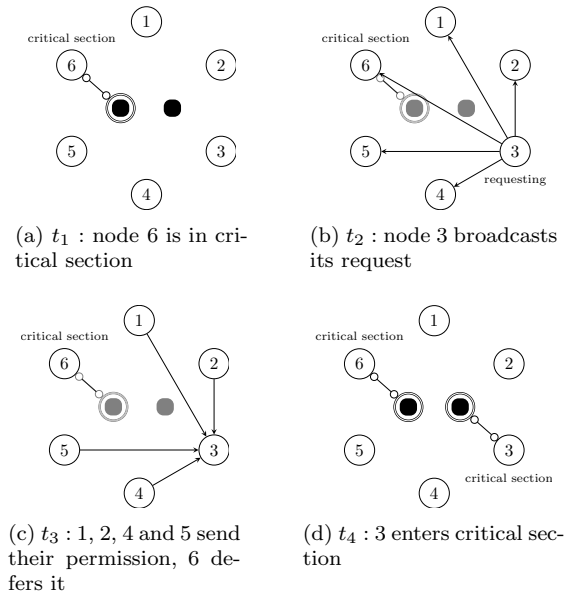 1
critical section
6
2
5
3
4
(a) t₁ : node 6 is in cri-
tical section
1
critical section
6
2
5
3
requesting
4
(b) t₂ : node 3 broadcasts
its request
1
critical section
6
2
5
3
4
(c) t₃ : 1, 2, 4 and 5 send
their permission, 6 de-
fers it
1
critical section
6
2
5
3
critical section
4
(d) t₄ : 3 enters critical sec-
tion